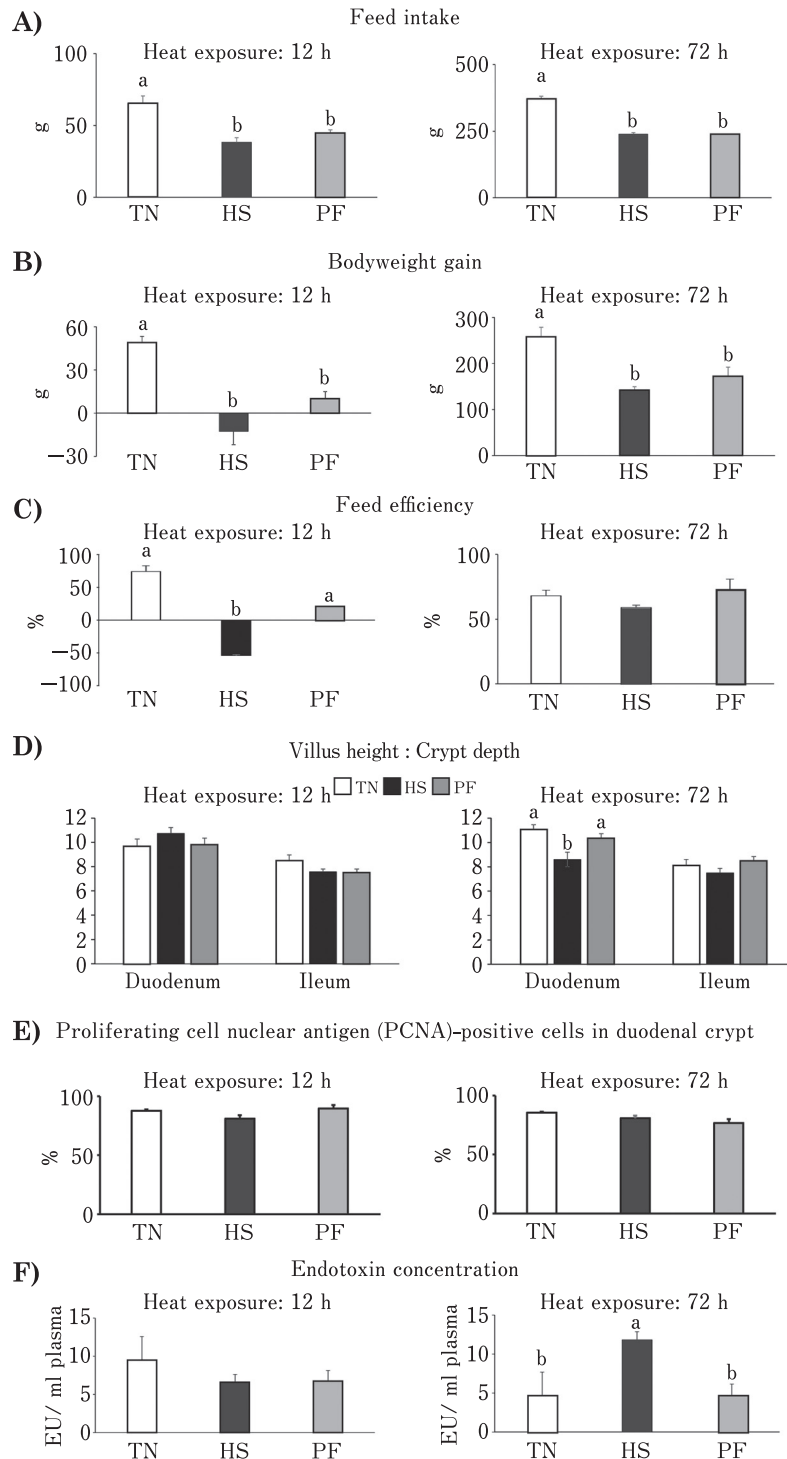 A) Feed intake
Heat exposure: 12 h
Heat exposure: 72 h
100
50
0
g
a
b
b
TN HS PF
500
250
0
g
a
b
b
TN HS PF
B) Bodyweight gain
Heat exposure: 12 h
Heat exposure: 72 h
60
30
0
−30
g
a
b
b
TN HS PF
300
200
100
0
g
a
b
b
TN HS PF
C) Feed efficiency
Heat exposure: 12 h
Heat exposure: 72 h
100
50
0
−50
−100
%
a
b
a
TN HS PF
100
50
0
%
TN HS PF
D) Villus height : Crypt depth
TN HS PF
Heat exposure: 12 h
Heat exposure: 72 h
12
10
8
6
4
2
0
Duodenum Ileum
12
10
8
6
4
2
0
a
b
a
Duodenum Ileum
E) Proliferating cell nuclear antigen (PCNA)-positive cells in duodenal crypt
Heat exposure: 12 h
Heat exposure: 72 h
100
50
0
%
TN HS PF
100
50
0
%
TN HS PF
F) Endotoxin concentration
Heat exposure: 12 h
Heat exposure: 72 h
15
10
5
0
EU/ ml plasma
TN HS PF
15
10
5
0
EU/ ml plasma
b
a
b
TN HS PF